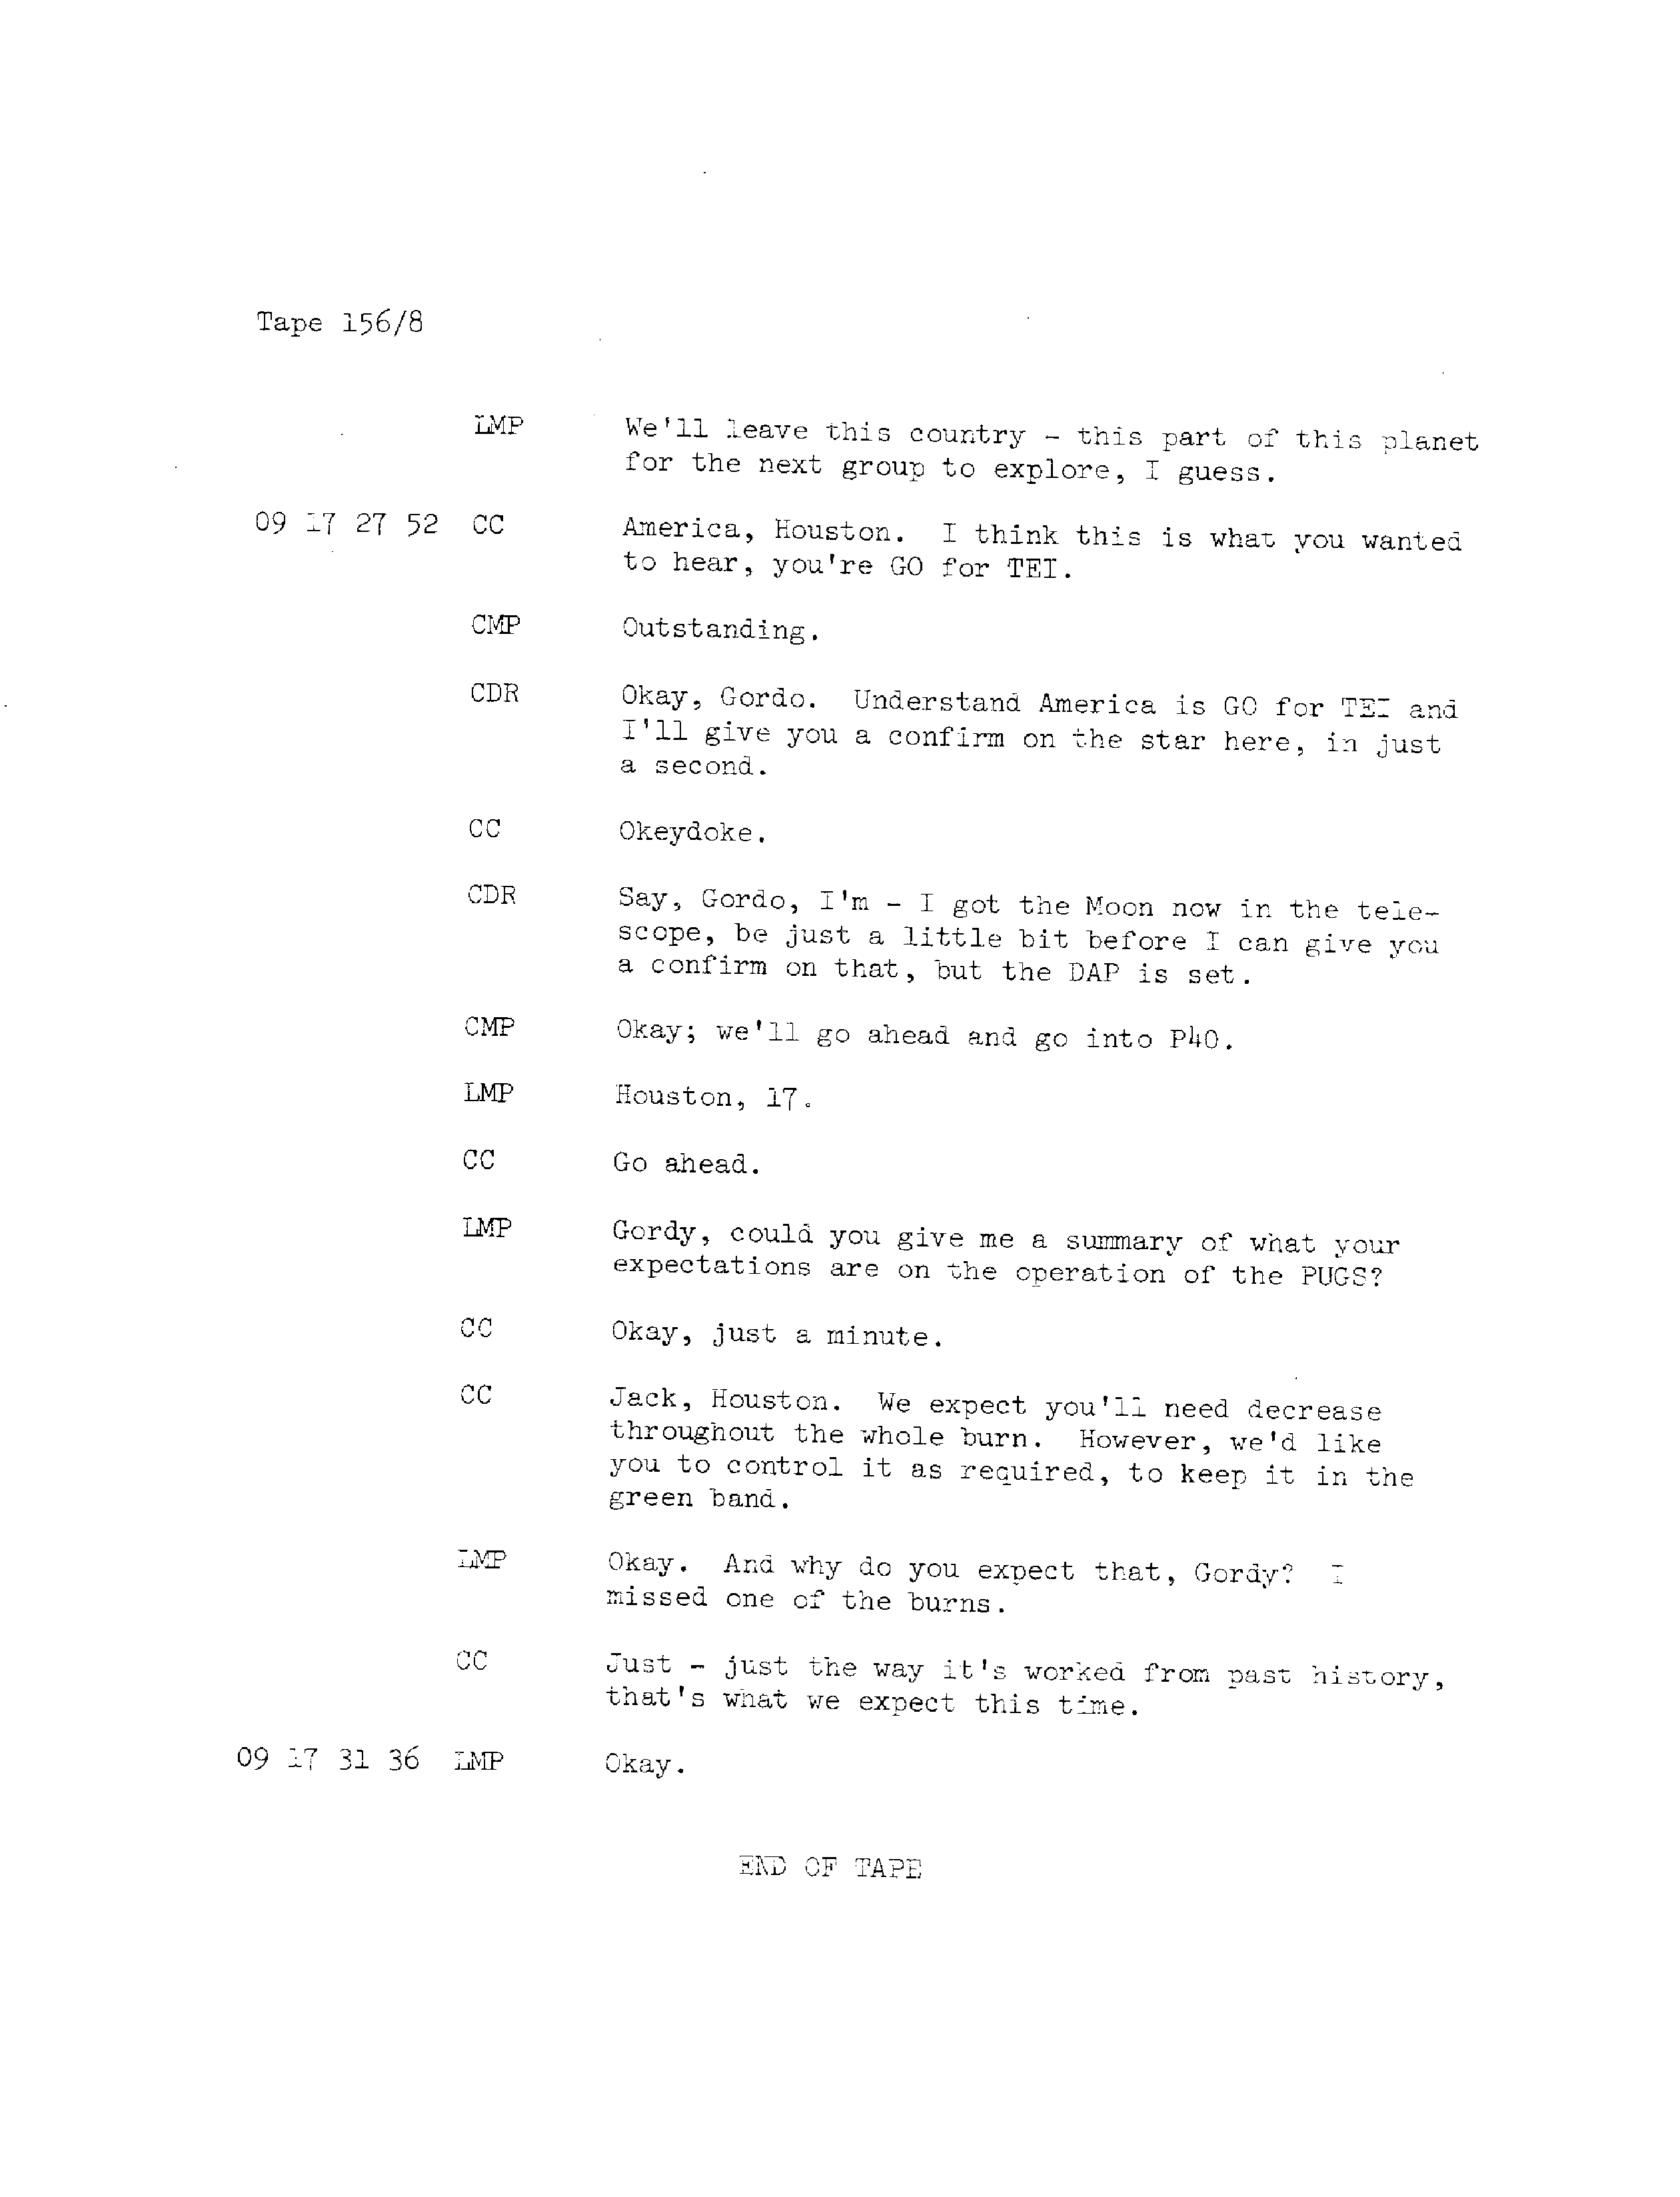 Tape 156/8
LMP We'll leave this country - this part of this planet
for the next group to explore, I guess.
09 17 27 52 CC America, Houston. I think this is what you wanted
to hear, you're GO for TEI.
CMP Outstanding.
CDR Okay, Gordo. Understand America is GO for TEI and
I'll give you a confirm on the star here, in just
a second.
CC Okeydoke.
CDR Say, Gordo, I'm - I got the Moon now in the tele-
scope, be just a little bit before I can give you
a confirm on that, but the DAP is set.
CMP Okay; we'll go ahead and go into P40.
LMP Houston, 17.
CC Go ahead.
LMP Gordy, could you give me a summary of what your
expectations are on the operation of the PUGS?
CC Okay, just a minute.
CC Jack, Houston. We expect you'll need decrease
throughout the whole burn. However, we'd like
you to control it as required, to keep it in the
green band.
LMP Okay. And why do you expect that, Gordy? I
missed one of the burns.
CC Just - just the way it's worked from past history,
that's what we expect this time.
09 17 31 36 LMP Okay.
END OF TAPE